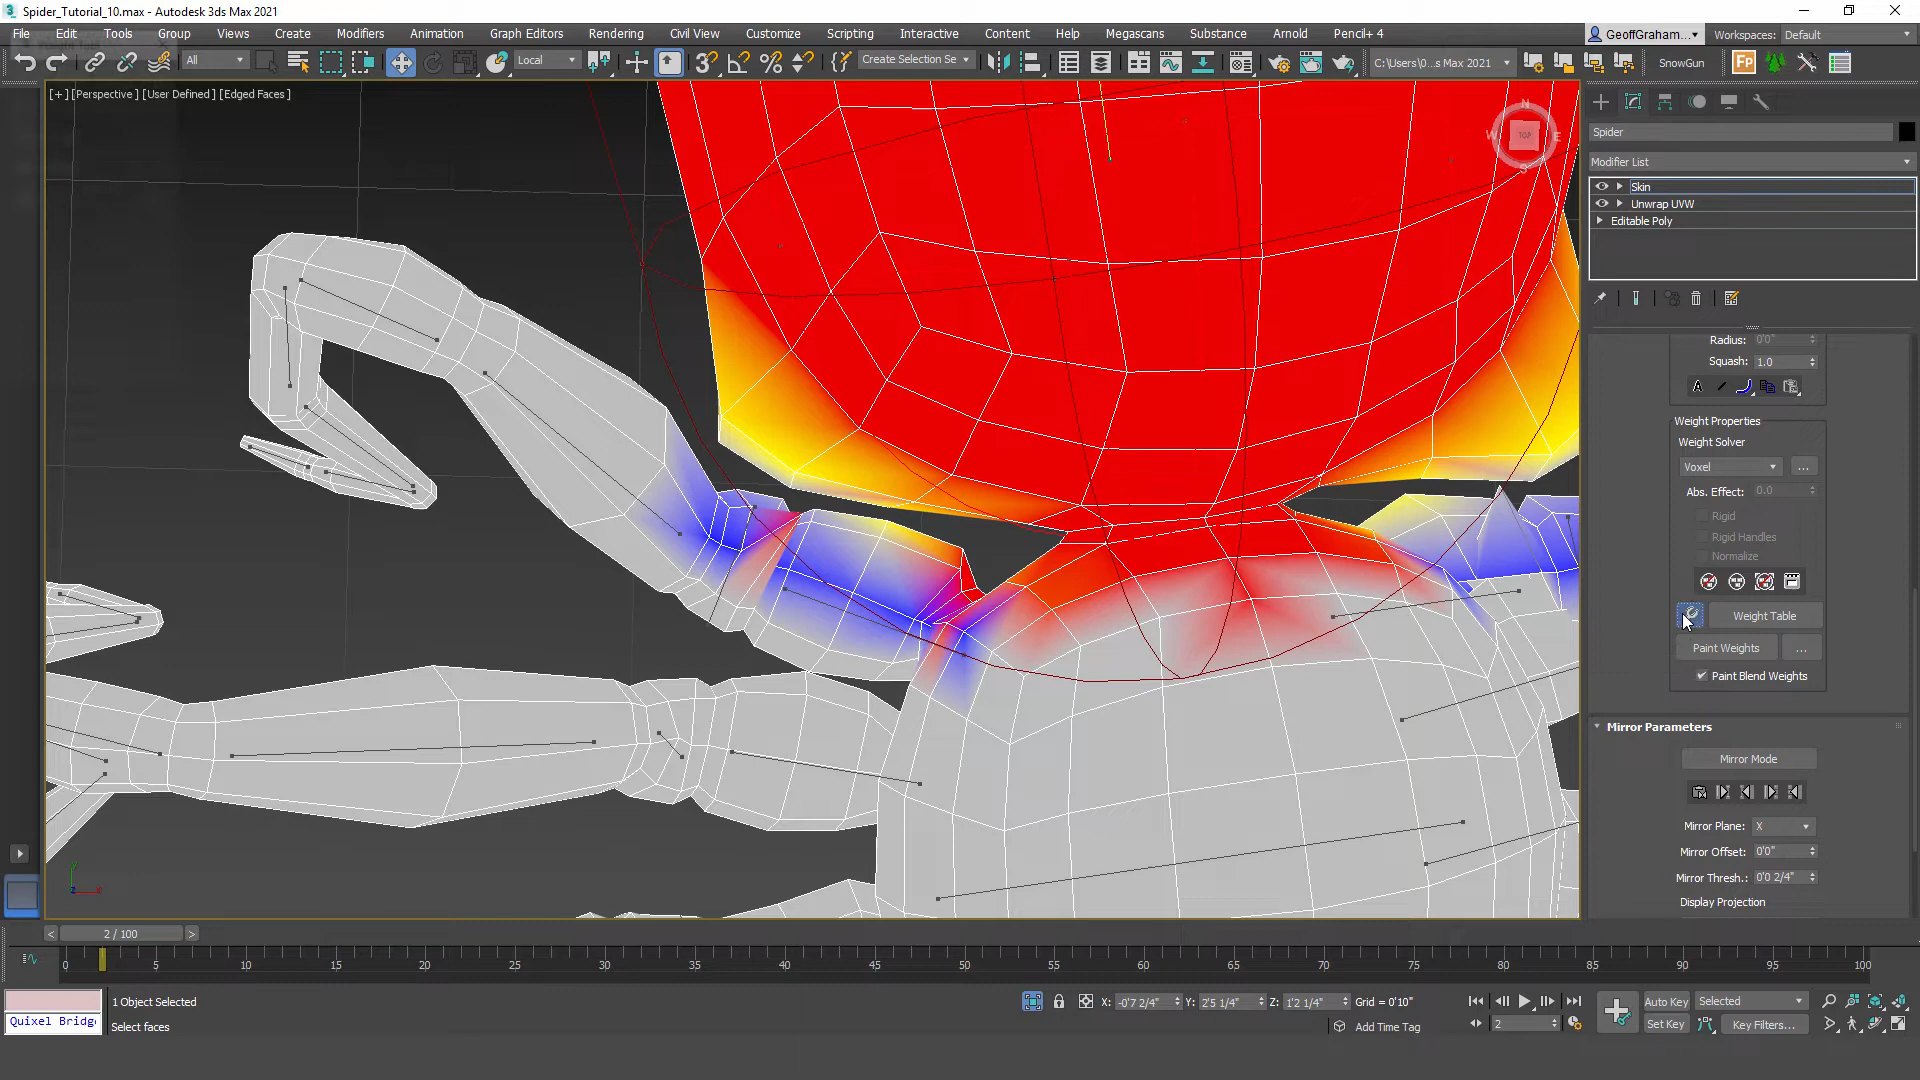 Spider_Tutorial_10.max - Autodesk 3ds Max 2021
File Edit Tools Group Views Create Modifiers Animation Graph Editors Rendering Civil View Customize Scripting Interactive Content Help Megascans Substance Arnold Pencil+ 4 GeoffGraham... Workspaces: Default
All Local Create Selection Se C:\Users\0...s Max 2021 SnowGun
[+] [Perspective] [User Defined] [Edged Faces]
N
W TOP E
S
Spider
Modifier List
Skin
Unwrap UVW
Editable Poly
Radius: 0'0"
Squash: 1.0
Weight Properties
Weight Solver
Voxel ...
Abs. Effect: 0.0
Rigid
Rigid Handles
Normalize
Weight Table
Paint Weights ...
Paint Blend Weights
Mirror Parameters
Mirror Mode
Mirror Plane: X
Mirror Offset: 0'0"
Mirror Thresh.: 0'0 2/4"
Display Projection
< 2 / 100 >
0 5 10 15 20 25 30 35 40 45 50 55 60 65 70 75 80 85 90 95 100
1 Object Selected X: -0'7 2/4" Y: 2'5 1/4" Z: 1'2 1/4" Grid = 0'10" Auto Key Selected
Quixel Bridg Select faces Add Time Tag 2 Set Key Key Filters...